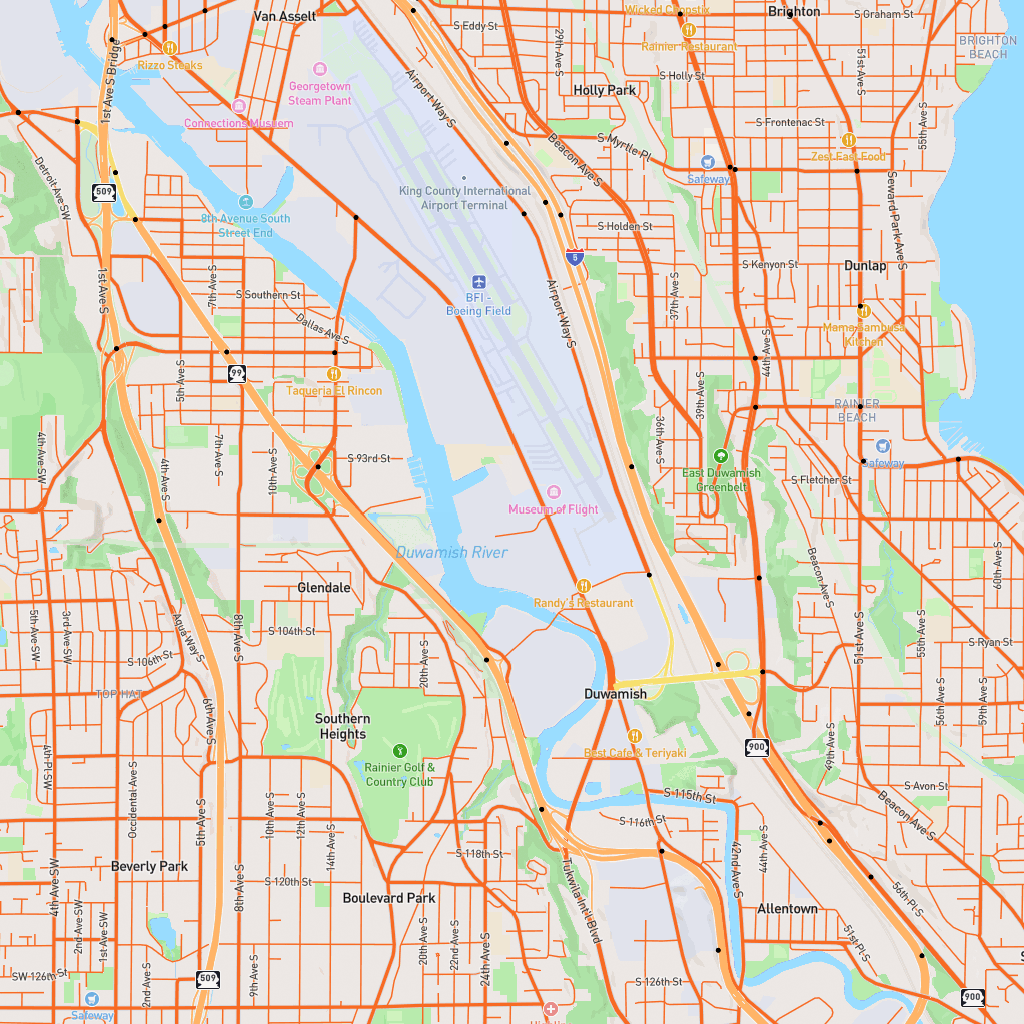 Van Asselt
S Eddy St
Wicked Chopstix
Brighton
S Graham St
Rizzo Steaks
1st Ave S Bridge
29th Ave S
Rainier Restaurant
51st Ave S
BRIGHTON
BEACH
Georgetown
Steam Plant
Airport Way S
S Holly St
Holly Park
Connections Museum
S Frontenac St
55th Ave S
S Myrtle Pl
Beacon Ave S
Zest Fast Food
Safeway
Detroit Ave SW
509
King County International
Airport Terminal
8th Avenue South
Street End
S Holden St
Seward Park Ave S
5
S Kenyon St
Dunlap
1st Ave S
7th Ave S
S Southern St
BFI -
Boeing Field
Airport Way S
37th Ave S
Dallas Ave S
Mama Sambusa
Kitchen
44th Ave S
5th Ave S
99
Taqueria El Rincon
39th Ave S
RAINIER
BEACH
36th Ave S
4th Ave SW
7th Ave S
10th Ave S
S 93rd St
4th Ave S
East Duwamish
Greenbelt
Safeway
S Fletcher St
Museum of Flight
Duwamish River
Glendale
Randy's Restaurant
Beacon Ave S
60th Ave S
5th Ave SW
3rd Ave SW
Aqua Way S
8th Ave S
S 104th St
20th Ave S
51st Ave S
55th Ave S
S Ryan St
S 106th St
TOP HAT
Duwamish
6th Ave S
Southern
Heights
56th Ave S
59th Ave S
4th Pl SW
Rainier Golf &
Country Club
Best Cafe & Teriyaki
900
49th Ave S
Occidental Ave S
5th Ave S
10th Ave S
12th Ave S
14th Ave S
S 115th St
S Avon St
Beacon Ave S
S 116th St
Beverly Park
S 118th St
42nd Ave S
44th Ave S
4th Ave SW
8th Ave S
S 120th St
Boulevard Park
Tukwila Int'l Blvd
56th Pl S
Allentown
2nd Ave SW
1st Ave SW
20th Ave S
22nd Ave S
24th Ave S
51st Pl S
SW 126th St
2nd Ave S
509
9th Ave S
S 126th St
900
Safeway